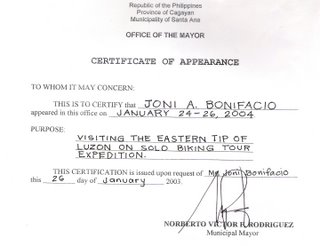 Republic of the Philippines
Province of Cagayan
Municipality of Santa Ana
OFFICE OF THE MAYOR
CERTIFICATE OF APPEARANCE
TO WHOM IT MAY CONCERN:
THIS IS TO CERTIFY that JONI A. BONIFACIO
appeared in this office on JANUARY 24-26, 2004
PURPOSE:
VISITING THE EASTERN TIP OF
LUZON ON SOLO BIKING TOUR
EXPEDITION.
THIS CERTIFICATION is issued upon request of Mr. Joni Bonifacio
this 26 day of January 2003.
NORBERTO VICTOR P. RODRIGUEZ
Municipal Mayor